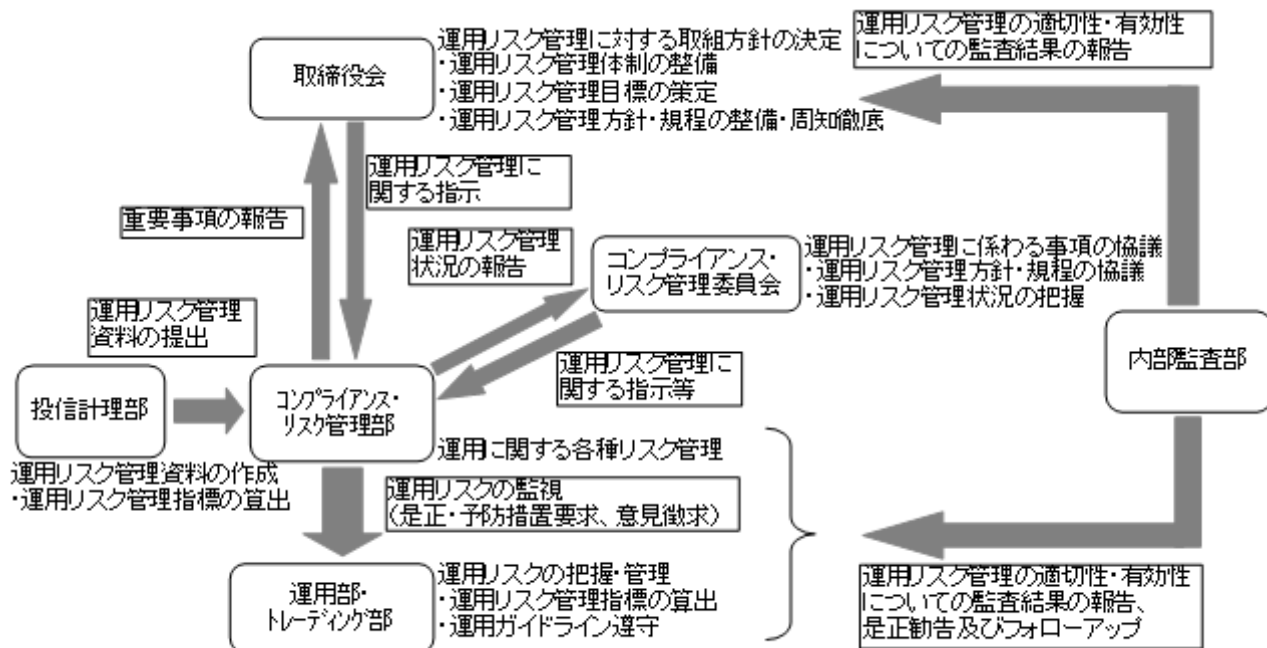 取締役会
運用リスク管理に対する取組方針の決定
・運用リスク管理体制の整備
・運用リスク管理目標の策定
・運用リスク管理方針・規程の整備・周知徹底
運用リスク管理の適切性・有効性
についての監査結果の報告
運用リスク管理に
関する指示
重要事項の報告
運用リスク管理
状況の報告
コンプライアンス・
リスク管理委員会
運用リスク管理に係わる事項の協議
・運用リスク管理方針・規程の協議
・運用リスク管理状況の把握
運用リスク管理
資料の提出
運用リスク管理に
関する指示等
内部監査部
投信計理部
コンプライアンス・
リスク管理部
運用に関する各種リスク管理
運用リスク管理資料の作成
・運用リスク管理指標の算出
運用リスクの監視
(是正・予防措置要求、意見徴求)
運用部・
トレーディング部
運用リスクの把握・管理
・運用リスク管理指標の算出
・運用ガイドライン遵守
運用リスク管理の適切性・有効性
についての監査結果の報告、
是正勧告及びフォローアップ